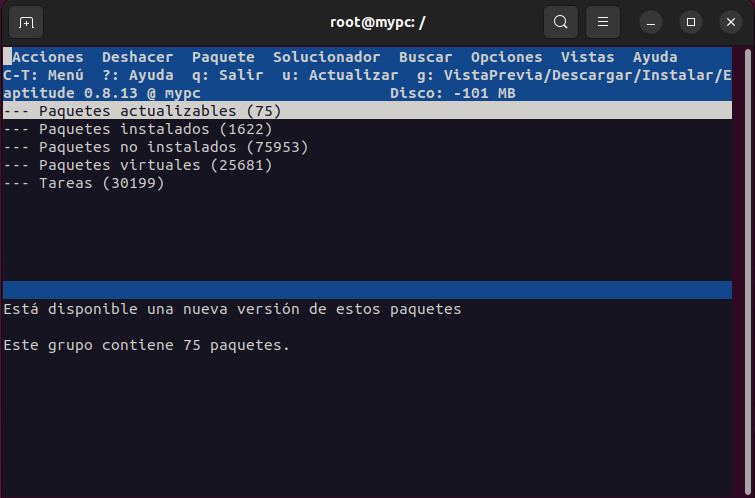 root@mypc: /
Acciones  Deshacer  Paquete  Solucionador  Buscar  Opciones  Vistas  Ayuda
C-T: Menú  ?: Ayuda  q: Salir  u: Actualizar  g: VistaPrevia/Descargar/Instalar/E
aptitude 0.8.13 @ mypc                     Disco: -101 MB
--- Paquetes actualizables (75)
--- Paquetes instalados (1622)
--- Paquetes no instalados (75953)
--- Paquetes virtuales (25681)
--- Tareas (30199)
Está disponible una nueva versión de estos paquetes
Este grupo contiene 75 paquetes.